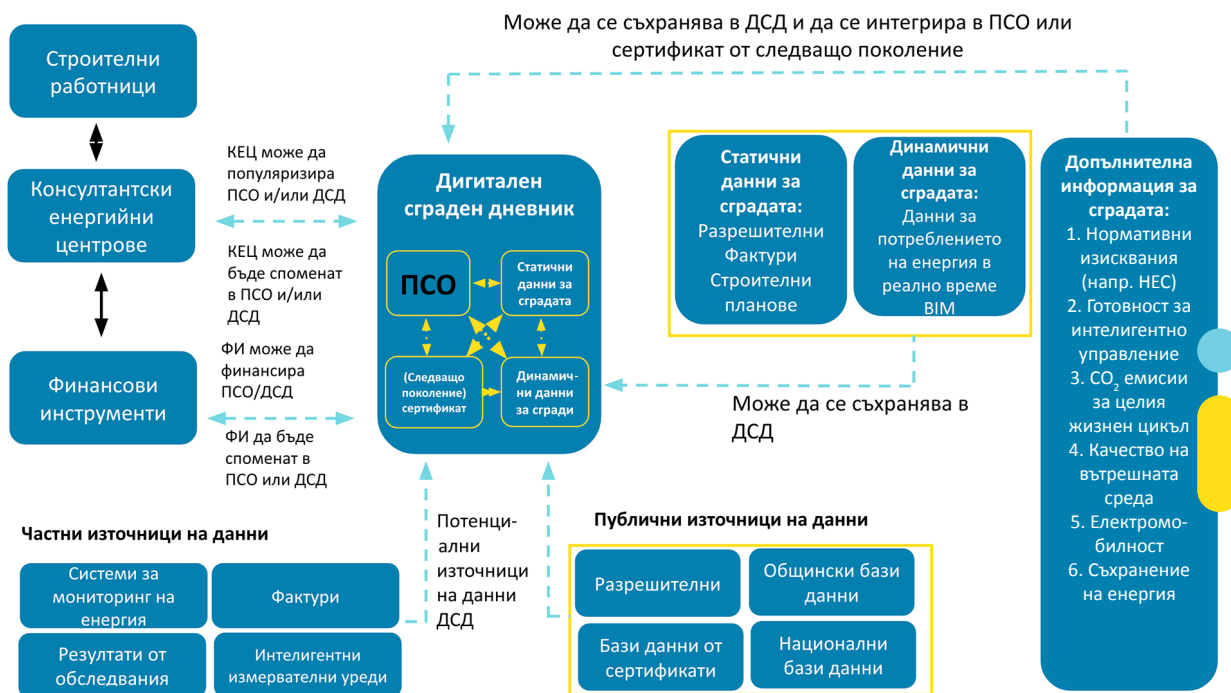 Може да се съхранява в ДСД и да се интегрира в ПСО или
сертификат от следващо поколение
Строителни
работници
Консултантски
енергийни
центрове
Финансови
инструменти
КЕЦ може да
популяризира
ПСО и/или ДСД
КЕЦ може да
бъде споменат
в ПСО и/или
ДСД
ФИ може да
финансира
ПСО/ДСД
ФИ да бъде
споменат в
ПСО или ДСД
Дигитален
сграден дневник
ПСО
Статични
данни за
сградата
(Следващо
поколение)
сертификат
Динамич-
ни данни
за сгради
Статични
данни за
сградата:
Разрешителни
Фактури
Строителни
планове
Динамични
данни за
сградата:
Данни за
потреблението
на енергия в
реално време
BIM
Може да се съхранява в
ДСД
Допълнителна
информация за
сградата:
1. Нормативни
изисквания
(напр. НЕС)
2. Готовност за
интелигентно
управление
3. CO₂ емисии
за целия
жизнен цикъл
4. Качество на
вътрешната
среда
5. Електромо-
билност
6. Съхранение
на енергия
Частни източници на данни
Системи за
мониторинг на
енергия
Фактури
Резултати от
обследвания
Интелигентни
измервателни уреди
Потенци-
ални
източници
на данни
ДСД
Публични източници на данни
Разрешителни
Общински бази
данни
Бази данни от
сертификати
Национални
бази данни